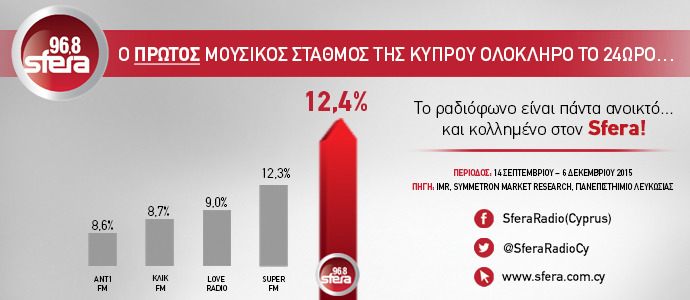 96.8
sfera
Ο ΠΡΩΤΟΣ ΜΟΥΣΙΚΟΣ ΣΤΑΘΜΟΣ ΤΗΣ ΚΥΠΡΟΥ ΟΛΟΚΛΗΡΟ ΤΟ 24ΩΡΟ...
12,4%
Το ραδιόφωνο είναι πάντα ανοικτό...
και κολλημένο στον Sfera!
ΠΕΡΙΟΔΟΣ: 14 ΣΕΠΤΕΜΒΡΙΟΥ – 6 ΔΕΚΕΜΒΡΙΟΥ 2015
ΠΗΓΗ: IMR, SYMMETRON MARKET RESEARCH, ΠΑΝΕΠΙΣΤΗΜΙΟ ΛΕΥΚΩΣΙΑΣ
8,6%
8,7%
9,0%
12,3%
ΑΝΤ1
FM
ΚΛΙΚ
FM
LOVE
RADIO
SUPER
FM
96.8
sfera
SferaRadio(Cyprus)
@SferaRadioCy
www.sfera.com.cy